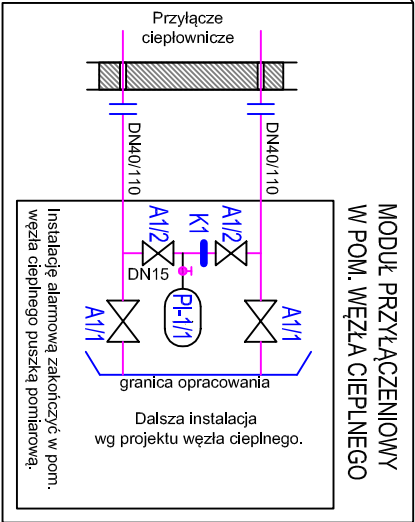 Przyłącze
ciepłownicze
DN40/110
DN40/110
MODUŁ PRZYŁĄCZENIOWY
W POM. WĘZŁA CIEPLNEGO
A1/2
K1
A1/2
DN15
PI-1/1
A1/1
A1/1
Instalację alarmową zakończyć w pom.
węzła cieplnego puszką pomiarową.
granica opracowania
Dalsza instalacja
wg projektu węzła cieplnego.